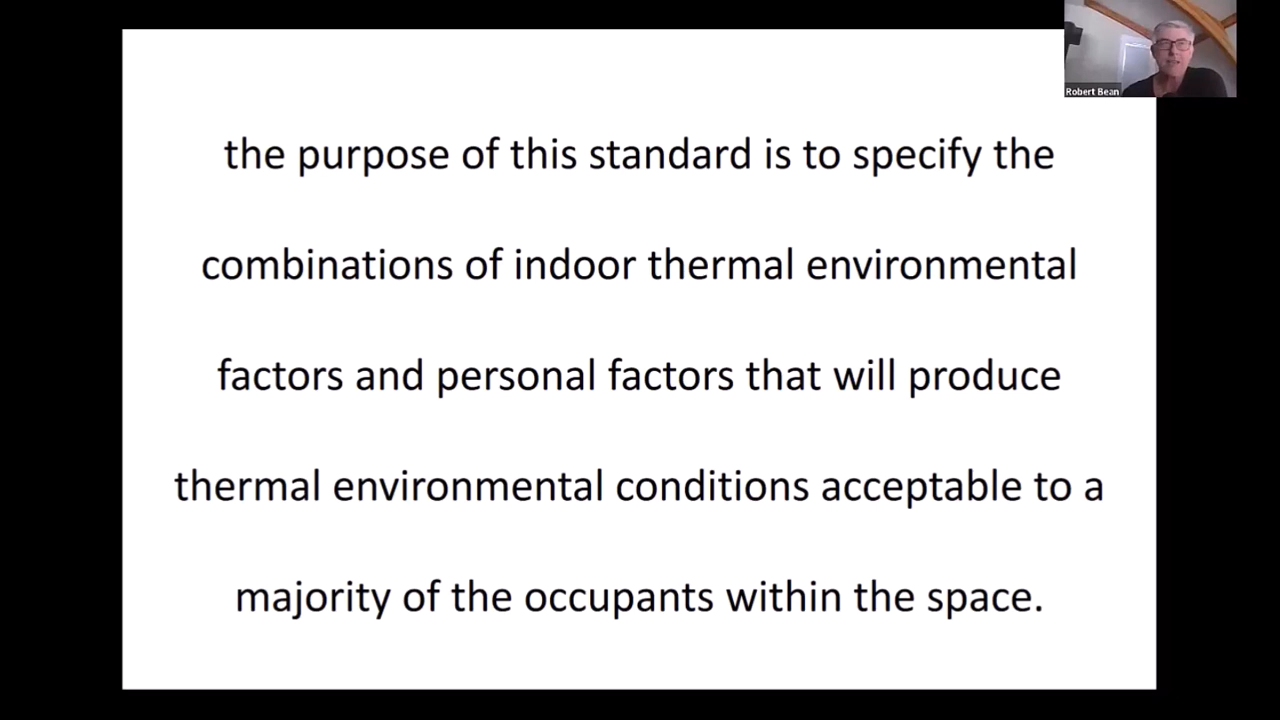 Robert Bean
the purpose of this standard is to specify the
combinations of indoor thermal environmental
factors and personal factors that will produce
thermal environmental conditions acceptable to a
majority of the occupants within the space.